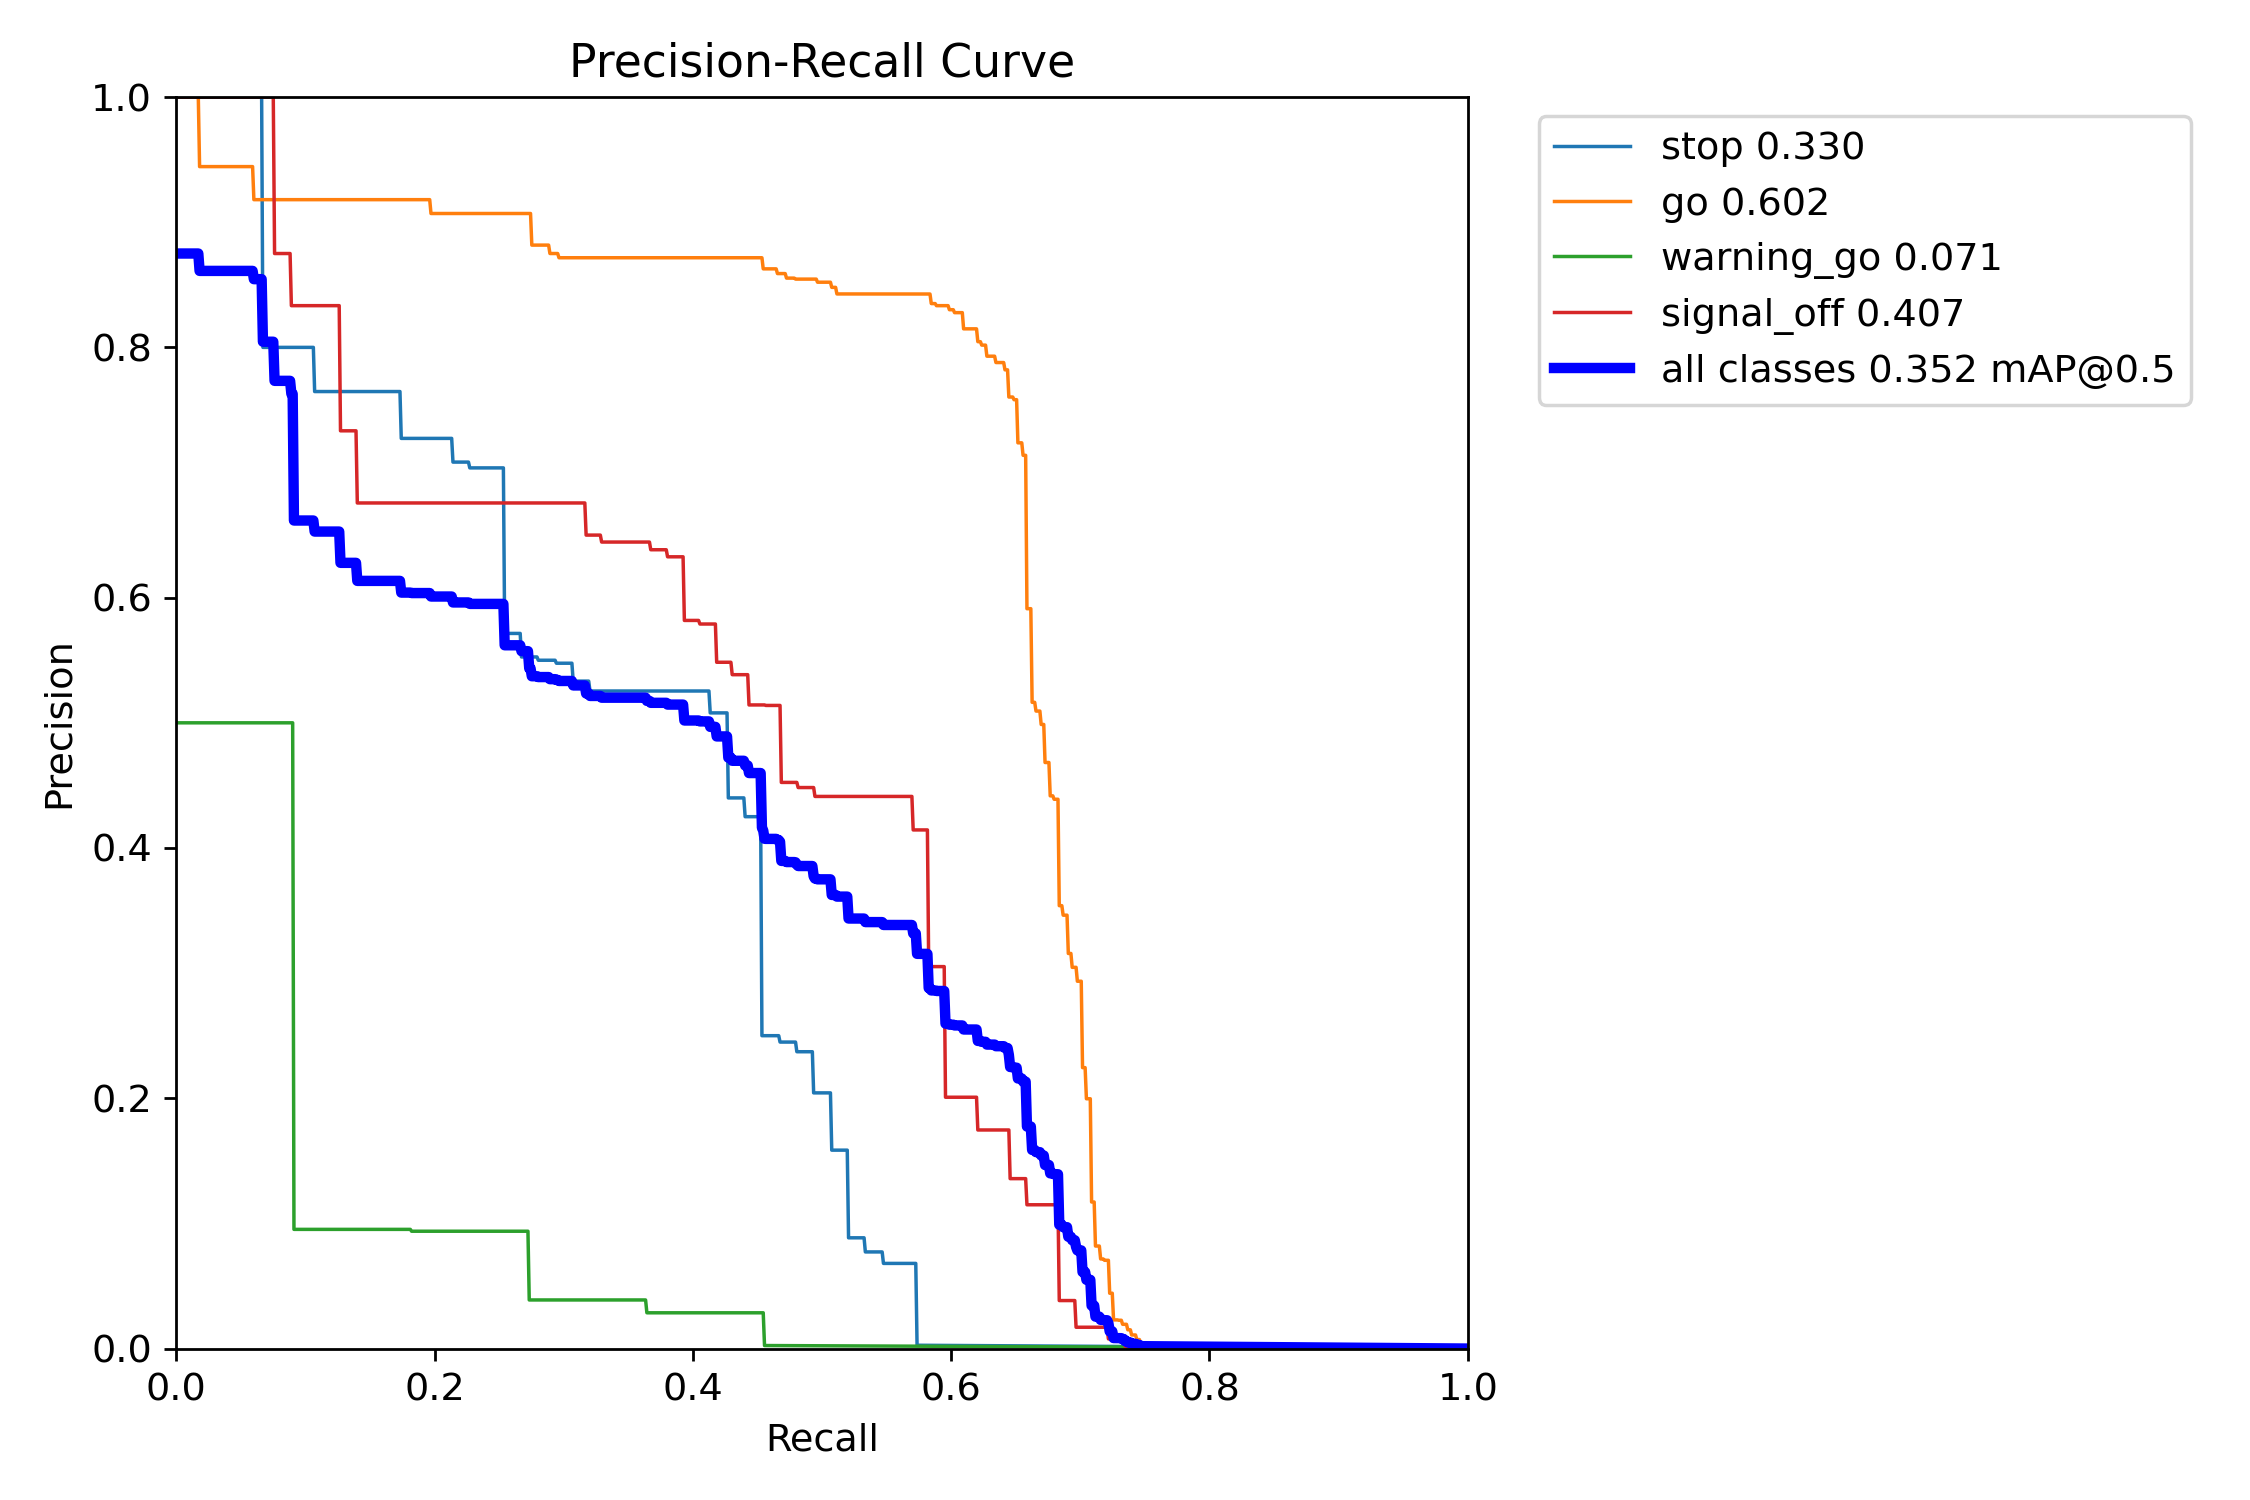 Precision-Recall Curve
1.0
0.8
0.6
0.4
0.2
0.0
Precision
0.0 0.2 0.4 0.6 0.8 1.0
Recall
stop 0.330
go 0.602
warning_go 0.071
signal_off 0.407
all classes 0.352 mAP@0.5